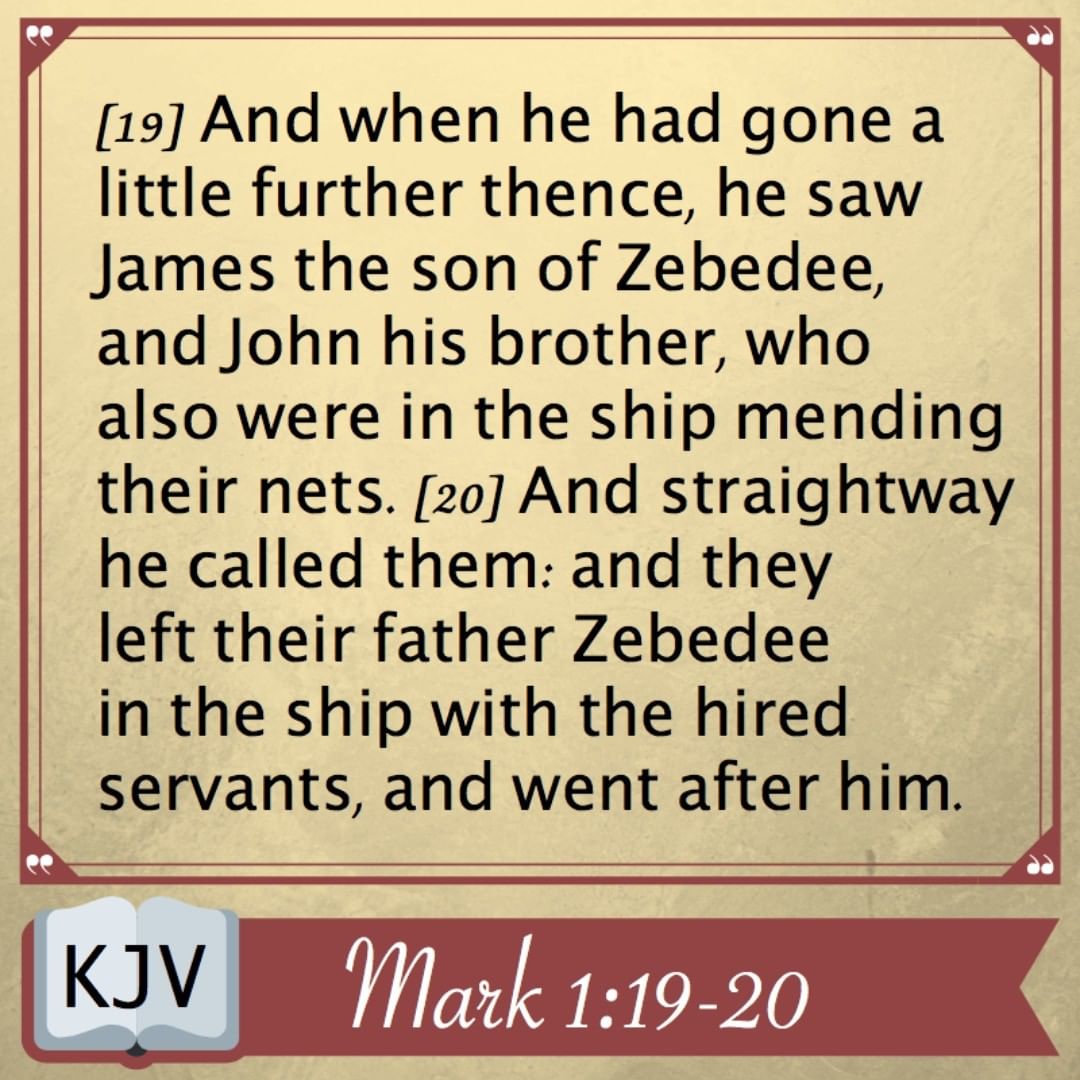 [19] And when he had gone a
little further thence, he saw
James the son of Zebedee,
and John his brother, who
also were in the ship mending
their nets. [20] And straightway
he called them: and they
left their father Zebedee
in the ship with the hired
servants, and went after him.
KJV
Mark 1:19-20